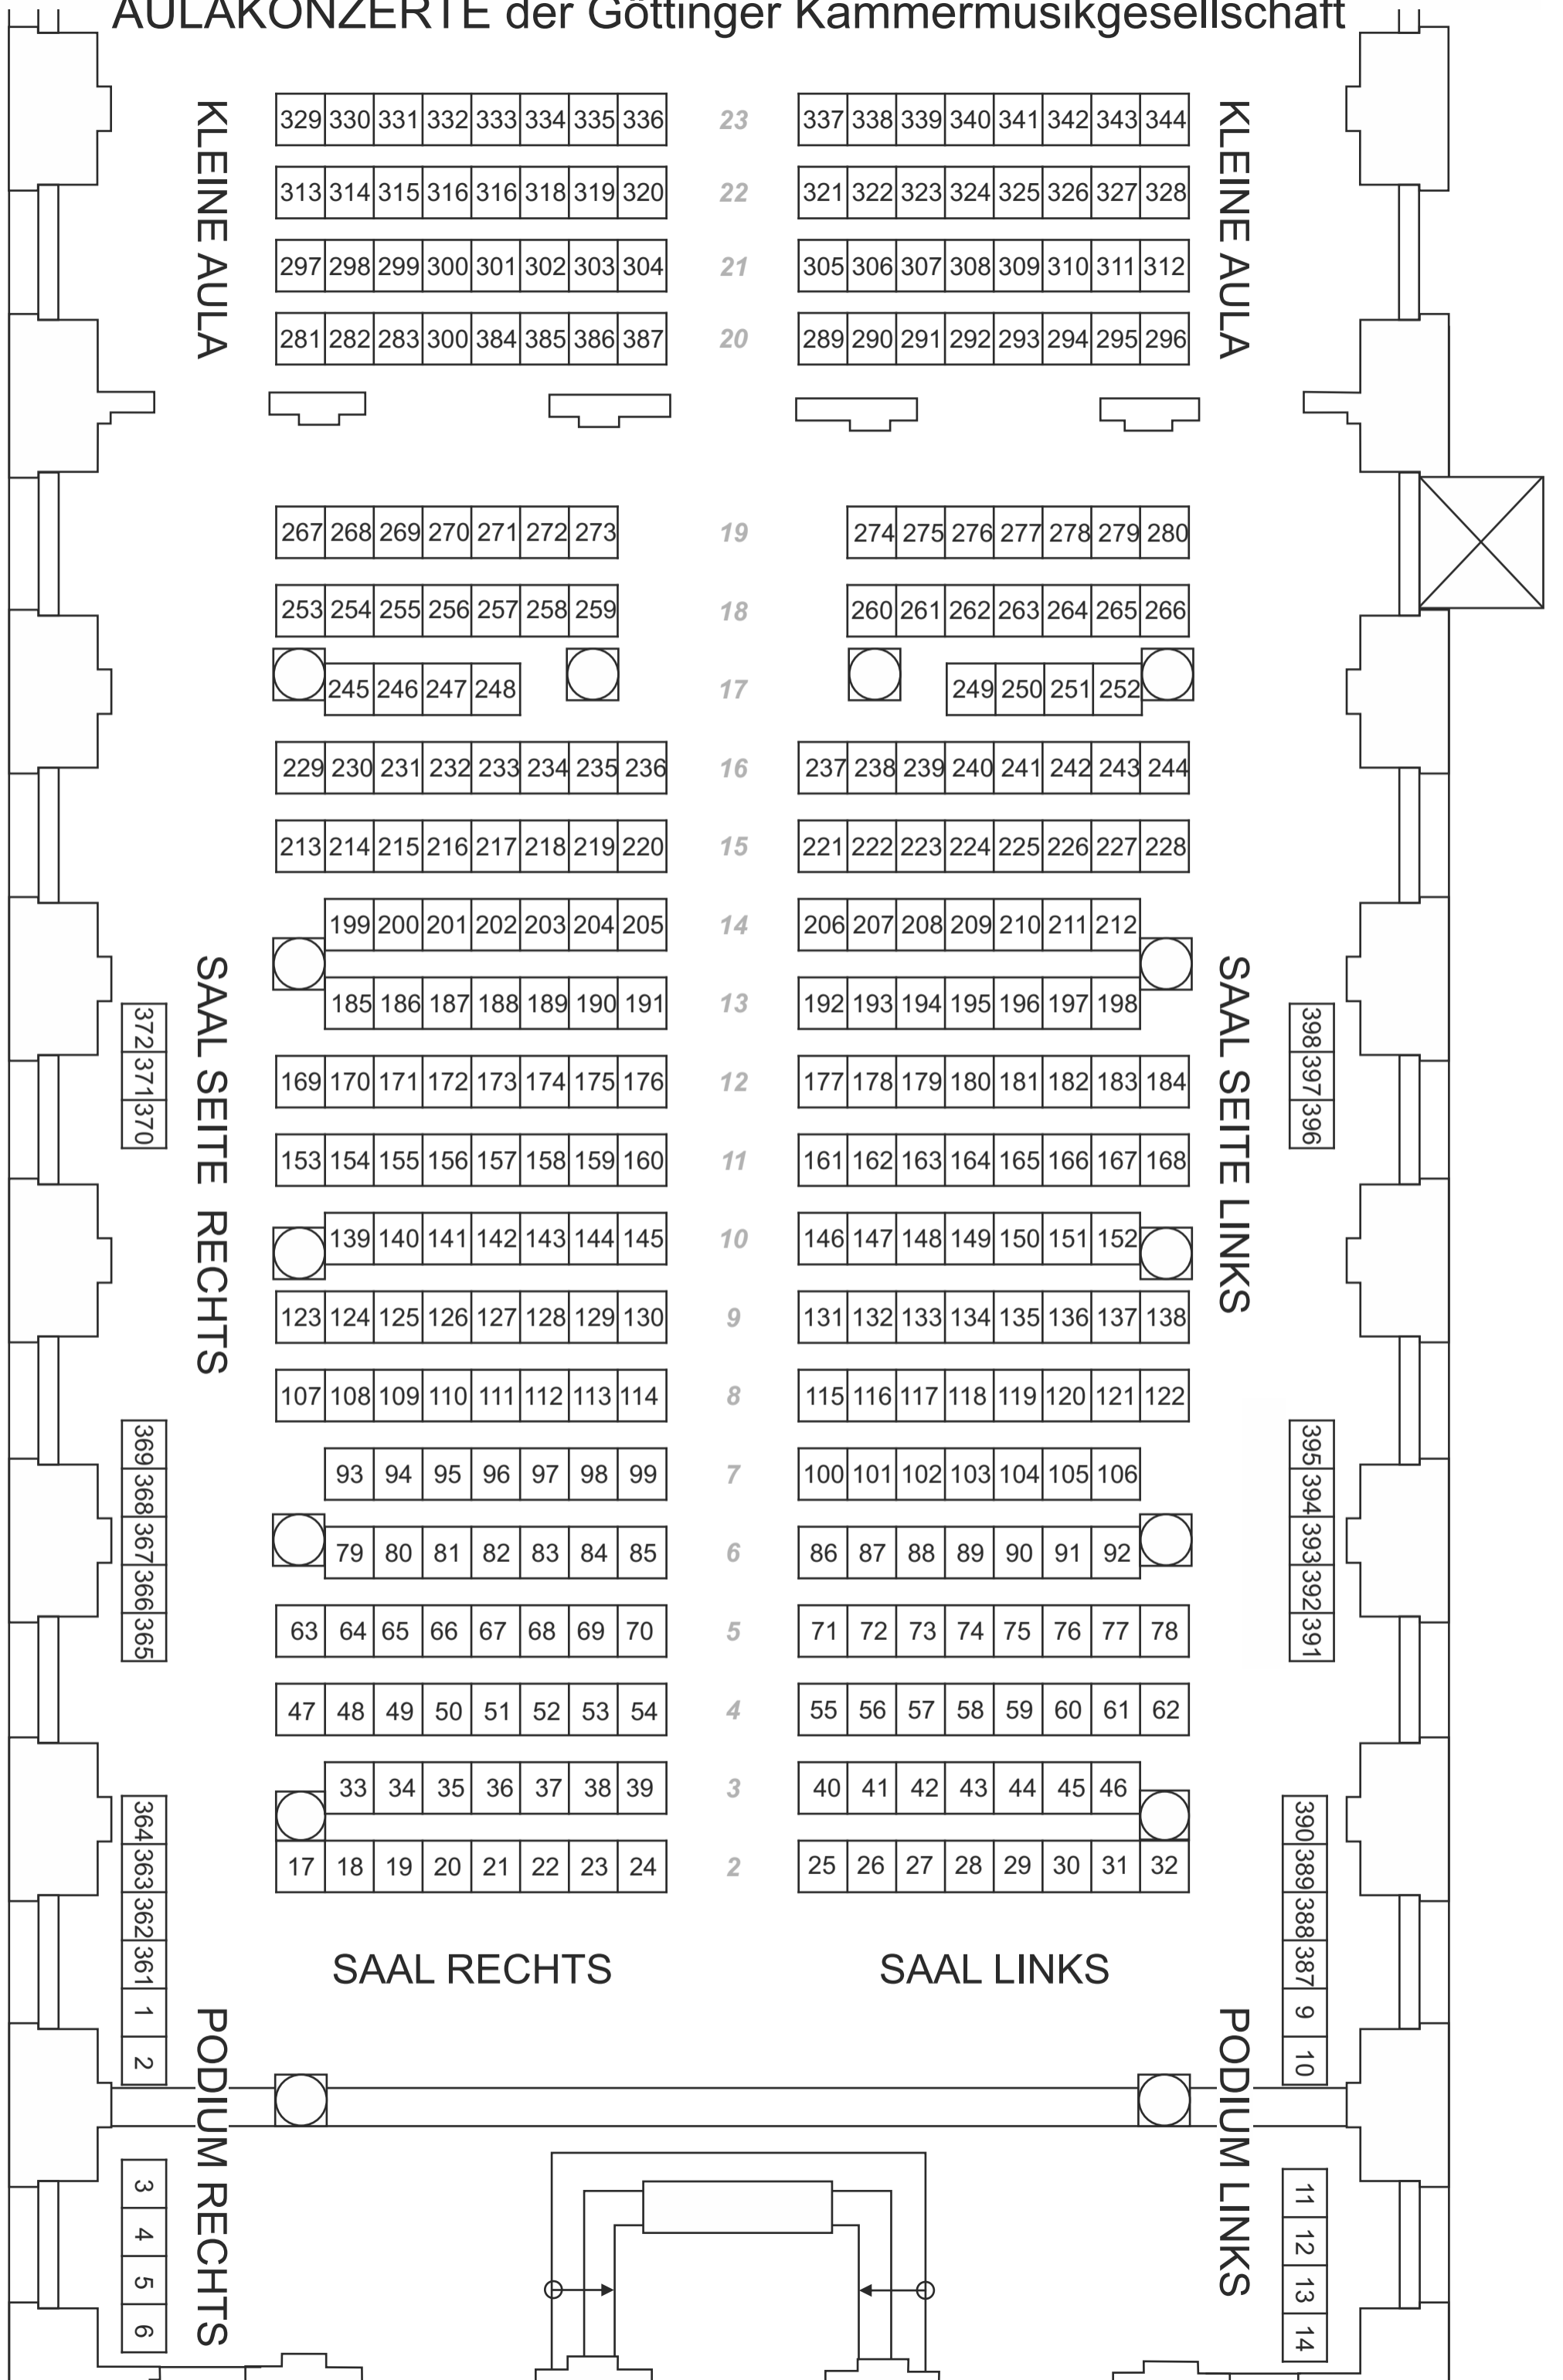 AULAKONZERTE der Göttinger Kammermusikgesellschaft
KLEINE AULA
KLEINE AULA
329 330 331 332 333 334 335 336 23 337 338 339 340 341 342 343 344
313 314 315 316 316 318 319 320 22 321 322 323 324 325 326 327 328
297 298 299 300 301 302 303 304 21 305 306 307 308 309 310 311 312
281 282 283 300 384 385 386 387 20 289 290 291 292 293 294 295 296
267 268 269 270 271 272 273 19 274 275 276 277 278 279 280
253 254 255 256 257 258 259 18 260 261 262 263 264 265 266
245 246 247 248 17 249 250 251 252
229 230 231 232 233 234 235 236 16 237 238 239 240 241 242 243 244
213 214 215 216 217 218 219 220 15 221 222 223 224 225 226 227 228
199 200 201 202 203 204 205 14 206 207 208 209 210 211 212
185 186 187 188 189 190 191 13 192 193 194 195 196 197 198
169 170 171 172 173 174 175 176 12 177 178 179 180 181 182 183 184
153 154 155 156 157 158 159 160 11 161 162 163 164 165 166 167 168
139 140 141 142 143 144 145 10 146 147 148 149 150 151 152
123 124 125 126 127 128 129 130 9 131 132 133 134 135 136 137 138
107 108 109 110 111 112 113 114 8 115 116 117 118 119 120 121 122
93 94 95 96 97 98 99 7 100 101 102 103 104 105 106
79 80 81 82 83 84 85 6 86 87 88 89 90 91 92
63 64 65 66 67 68 69 70 5 71 72 73 74 75 76 77 78
47 48 49 50 51 52 53 54 4 55 56 57 58 59 60 61 62
33 34 35 36 37 38 39 3 40 41 42 43 44 45 46
17 18 19 20 21 22 23 24 2 25 26 27 28 29 30 31 32
SAAL RECHTS
SAAL LINKS
SAAL SEITE RECHTS
372 371 370
369 368 367 366 365
364 363 362 361 1 2
PODIUM RECHTS
3 4 5 6
SAAL SEITE LINKS
398 397 396
395 394 393 392 391
390 389 388 387 9 10
PODIUM LINKS
11 12 13 14